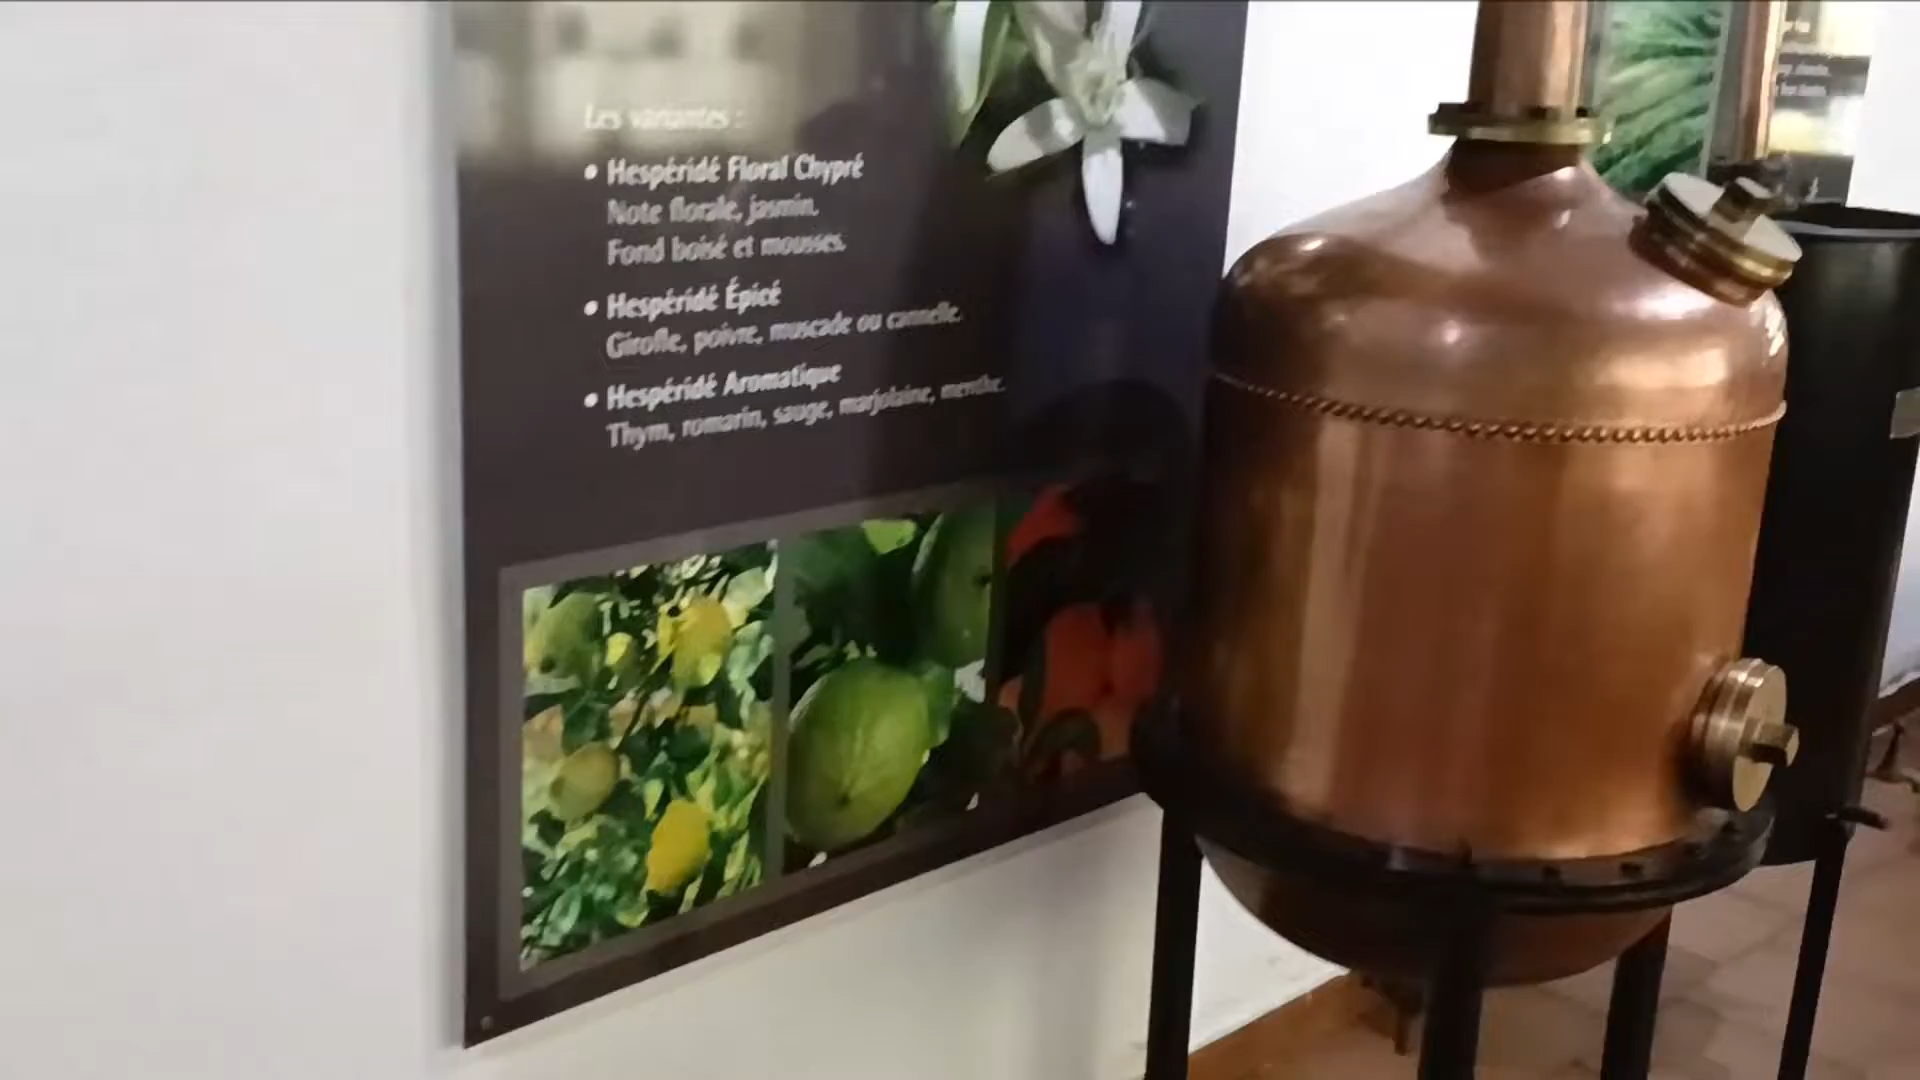 Les variantes :
• Hespéridé Floral Chypré
Note florale, jasmin.
Fond boisé et mousses.
• Hespéridé Épicé
Girofle, poivre, muscade ou cannelle.
• Hespéridé Aromatique
Thym, romarin, sauge, marjolaine, menthe.